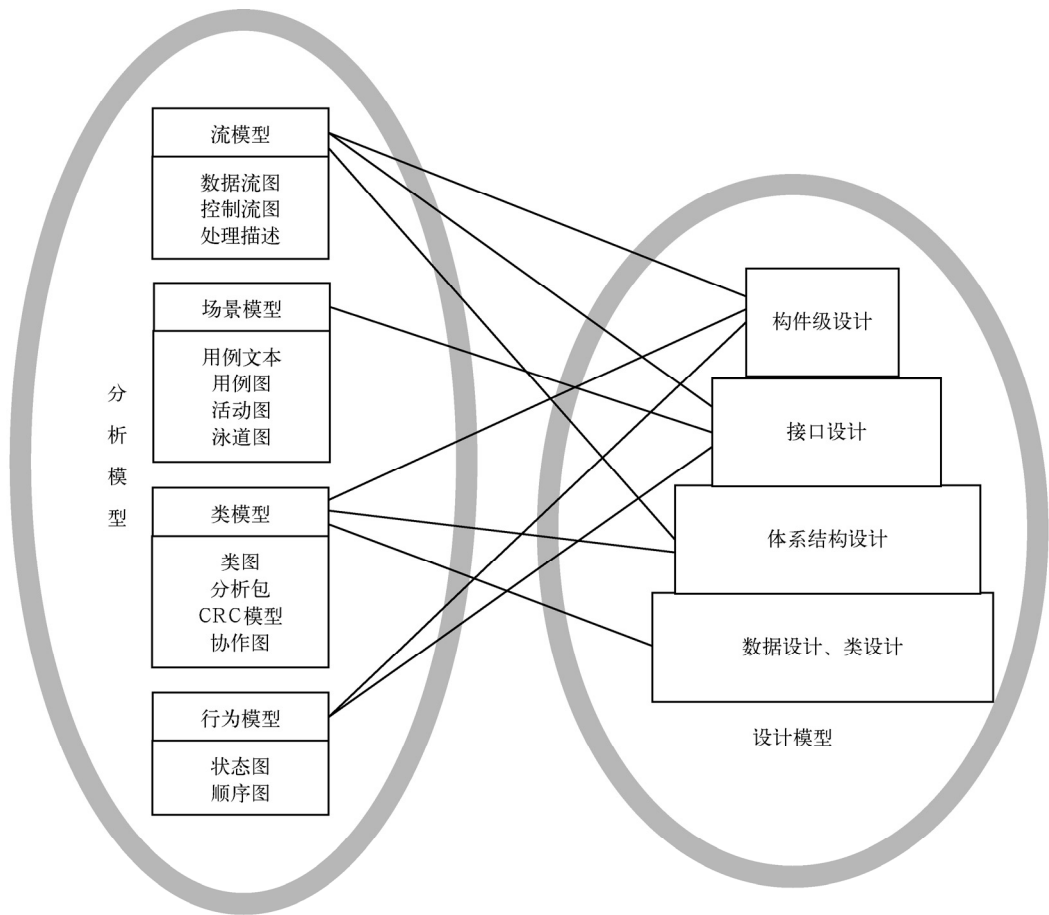 流模型
数据流图
控制流图
处理描述
场景模型
用例文本
用例图
活动图
泳道图
分
析
模
型
类模型
类图
分析包
CRC模型
协作图
行为模型
状态图
顺序图
构件级设计
接口设计
体系结构设计
数据设计、类设计
设计模型